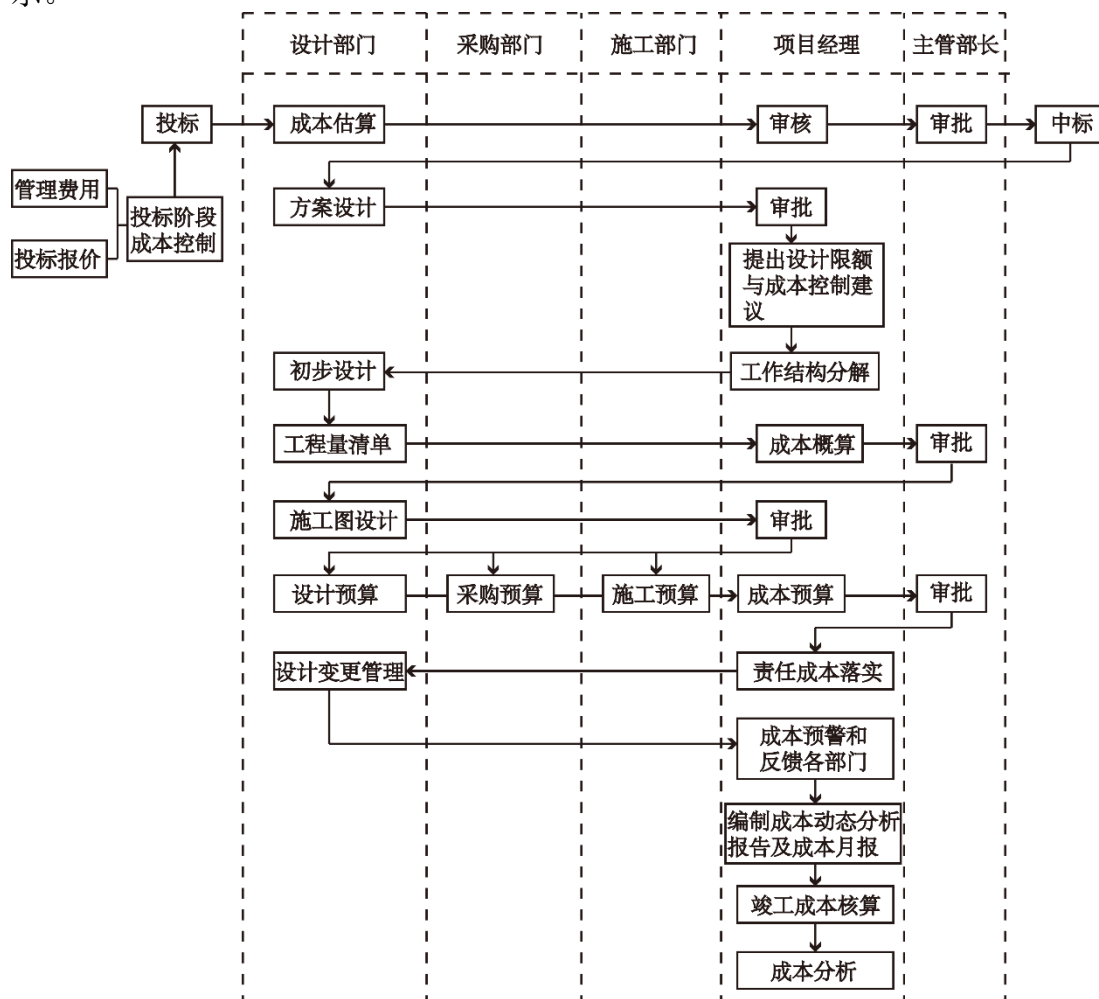 示。
设计部门
采购部门
施工部门
项目经理
主管部长
投标
成本估算
审核
审批
中标
管理费用
投标报价
投标阶段
成本控制
方案设计
审批
提出设计限额
与成本控制建
议
初步设计
工作结构分解
工程量清单
成本概算
审批
施工图设计
审批
设计预算
采购预算
施工预算
成本预算
审批
设计变更管理
责任成本落实
成本预警和
反馈各部门
编制成本动态分析
报告及成本月报
竣工成本核算
成本分析